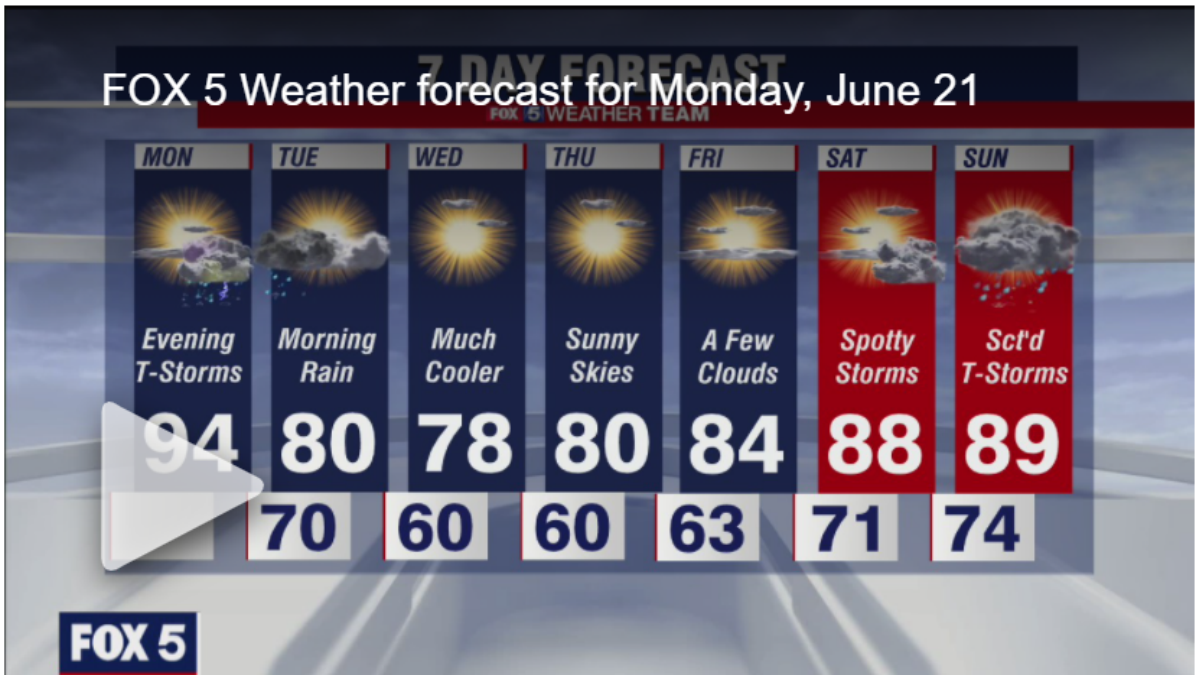 7 DAY FORECAST
FOX 5 Weather forecast for Monday, June 21
FOX 5 WEATHER TEAM
MON TUE WED THU FRI SAT SUN
Evening Morning Much Sunny A Few Spotty Sct'd
T-Storms Rain Cooler Skies Clouds Storms T-Storms
94 80 78 80 84 88 89
70 60 60 63 71 74
FOX 5